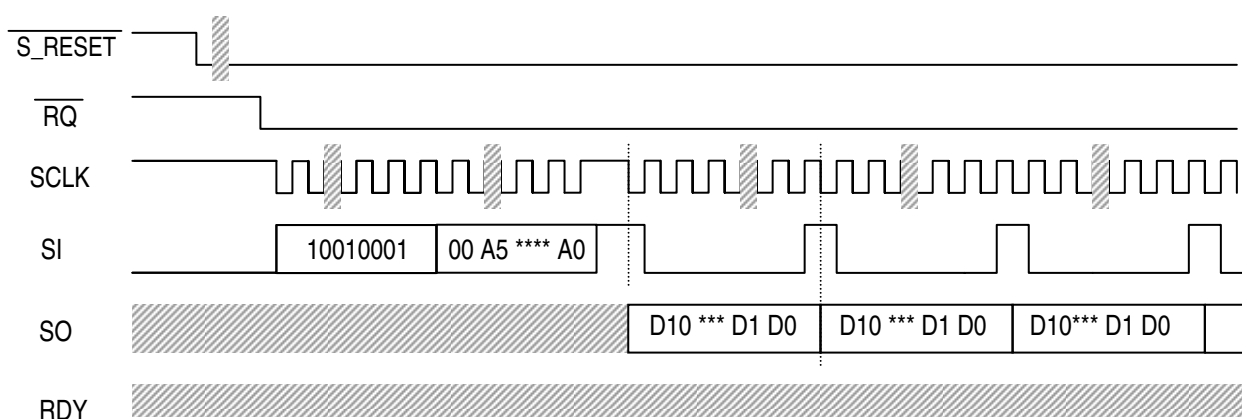 S_RESET
RQ
SCLK
SI 10010001 00 A5 **** A0
SO D10 *** D1 D0 D10 *** D1 D0 D10*** D1 D0
RDY